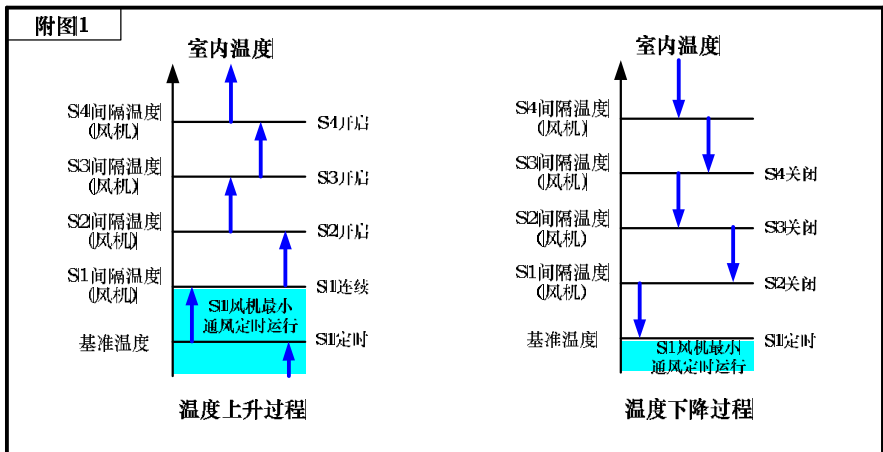 附图1
室内温度
S4间隔温度
(风机)
S4开启
S3间隔温度
(风机)
S3开启
S2间隔温度
(风机)
S2开启
S1间隔温度
(风机)
S1连续
S1风机最小
通风定时运行
基准温度
S1定时
温度上升过程
室内温度
S4间隔温度
(风机)
S3间隔温度
(风机)
S4关闭
S2间隔温度
(风机)
S3关闭
S1间隔温度
(风机)
S2关闭
基准温度
S1定时
S1风机最小
通风定时运行
温度下降过程